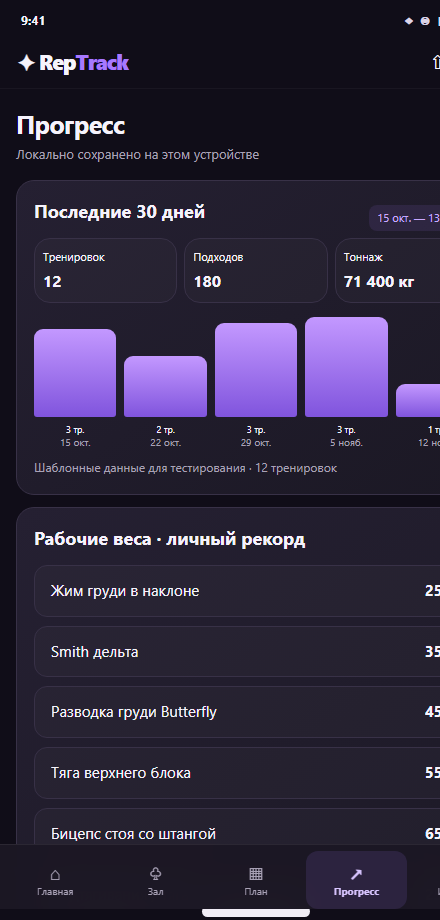 9:41
RepTrack
Прогресс
Локально сохранено на этом устройстве
Последние 30 дней
15 окт. — 13
Тренировок
Подходов
Тоннаж
12
180
71 400 кг
3 тр.
2 тр.
3 тр.
3 тр.
15 окт.
22 окт.
29 окт.
5 нояб.
Шаблонные данные для тестирования · 12 тренировок
Рабочие веса · личный рекорд
Жим груди в наклоне
25
Smith дельта
35
Разводка груди Butterfly
45
Тяга верхнего блока
55
Бицепс стоя со штангой
65
Главная
Зал
План
Прогресс